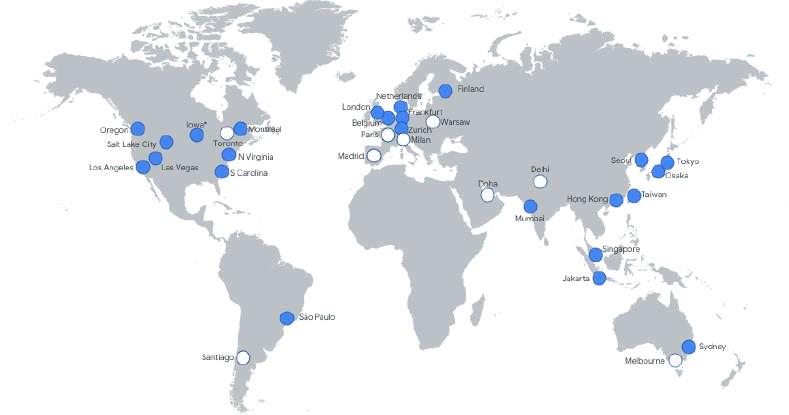 Finland
Netherlands
London
Frankfurt
Belgium
Warsaw
Paris
Zurich
Milan
Madrid
Oregon
Iowa*
Montréal
Toronto
Salt Lake City
N Virginia
Los Angeles
Las Vegas
S Carolina
Seoul
Tokyo
Osaka
Delhi
Doha
Hong Kong
Taiwan
Mumbai
Singapore
Jakarta
São Paulo
Sydney
Santiago
Melbourne